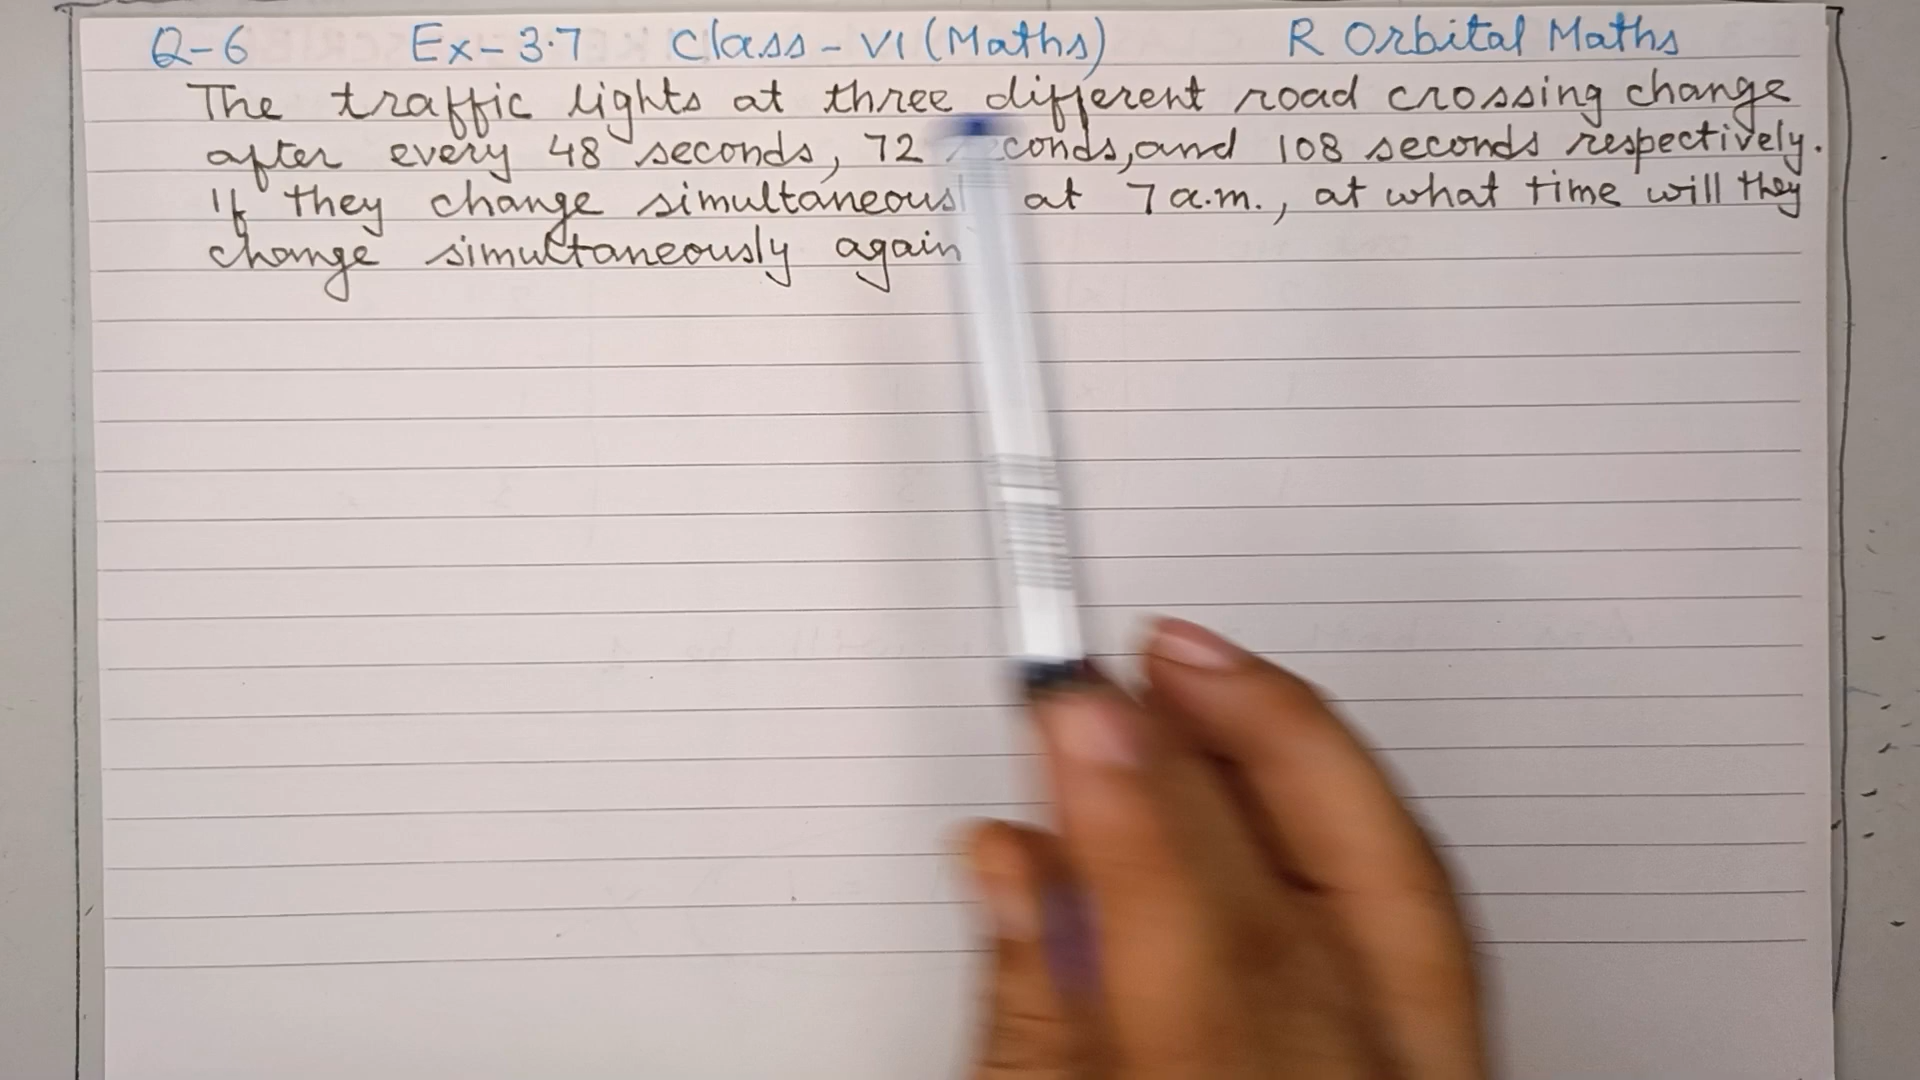 Q-6 Ex-3.7 Class-VI (Maths) R Orbital Maths
The traffic lights at three different road crossing change
after every 48 seconds, 72 conds, and 108 seconds respectively.
If they change simultaneousl at 7 a.m., at what time will they
change simultaneously again